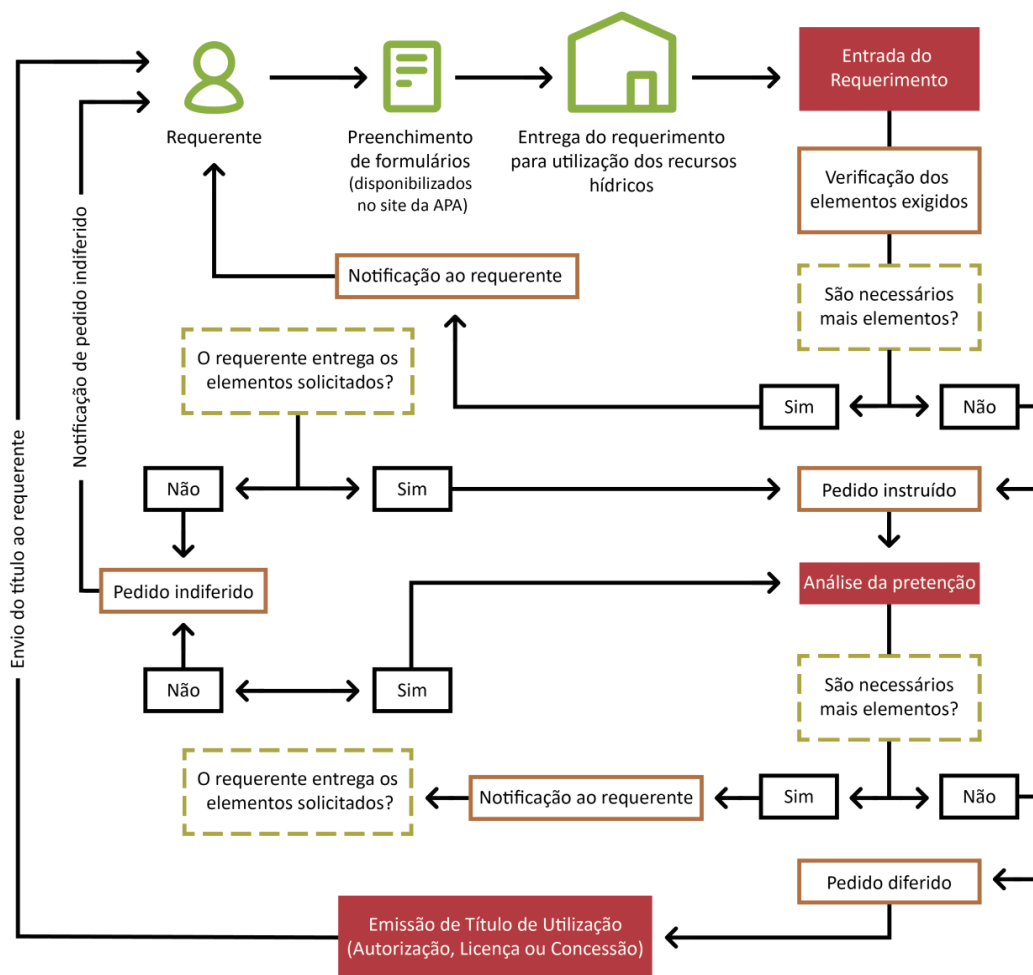 Requerente
Preenchimento
de formulários
(disponibilizados
no site da APA)
Entrega do requerimento
para utilização dos recursos
hídricos
Entrada do
Requerimento
Verificação dos
elementos exigidos
São necessários
mais elementos?
Sim
Não
Notificação ao requerente
O requerente entrega os
elementos solicitados?
Não
Sim
Pedido instruído
Pedido indiferido
Notificação de pedido indiferido
Análise da pretenção
São necessários
mais elementos?
Sim
Não
Notificação ao requerente
O requerente entrega os
elementos solicitados?
Não
Sim
Pedido diferido
Emissão de Título de Utilização
(Autorização, Licença ou Concessão)
Envio do título ao requerente